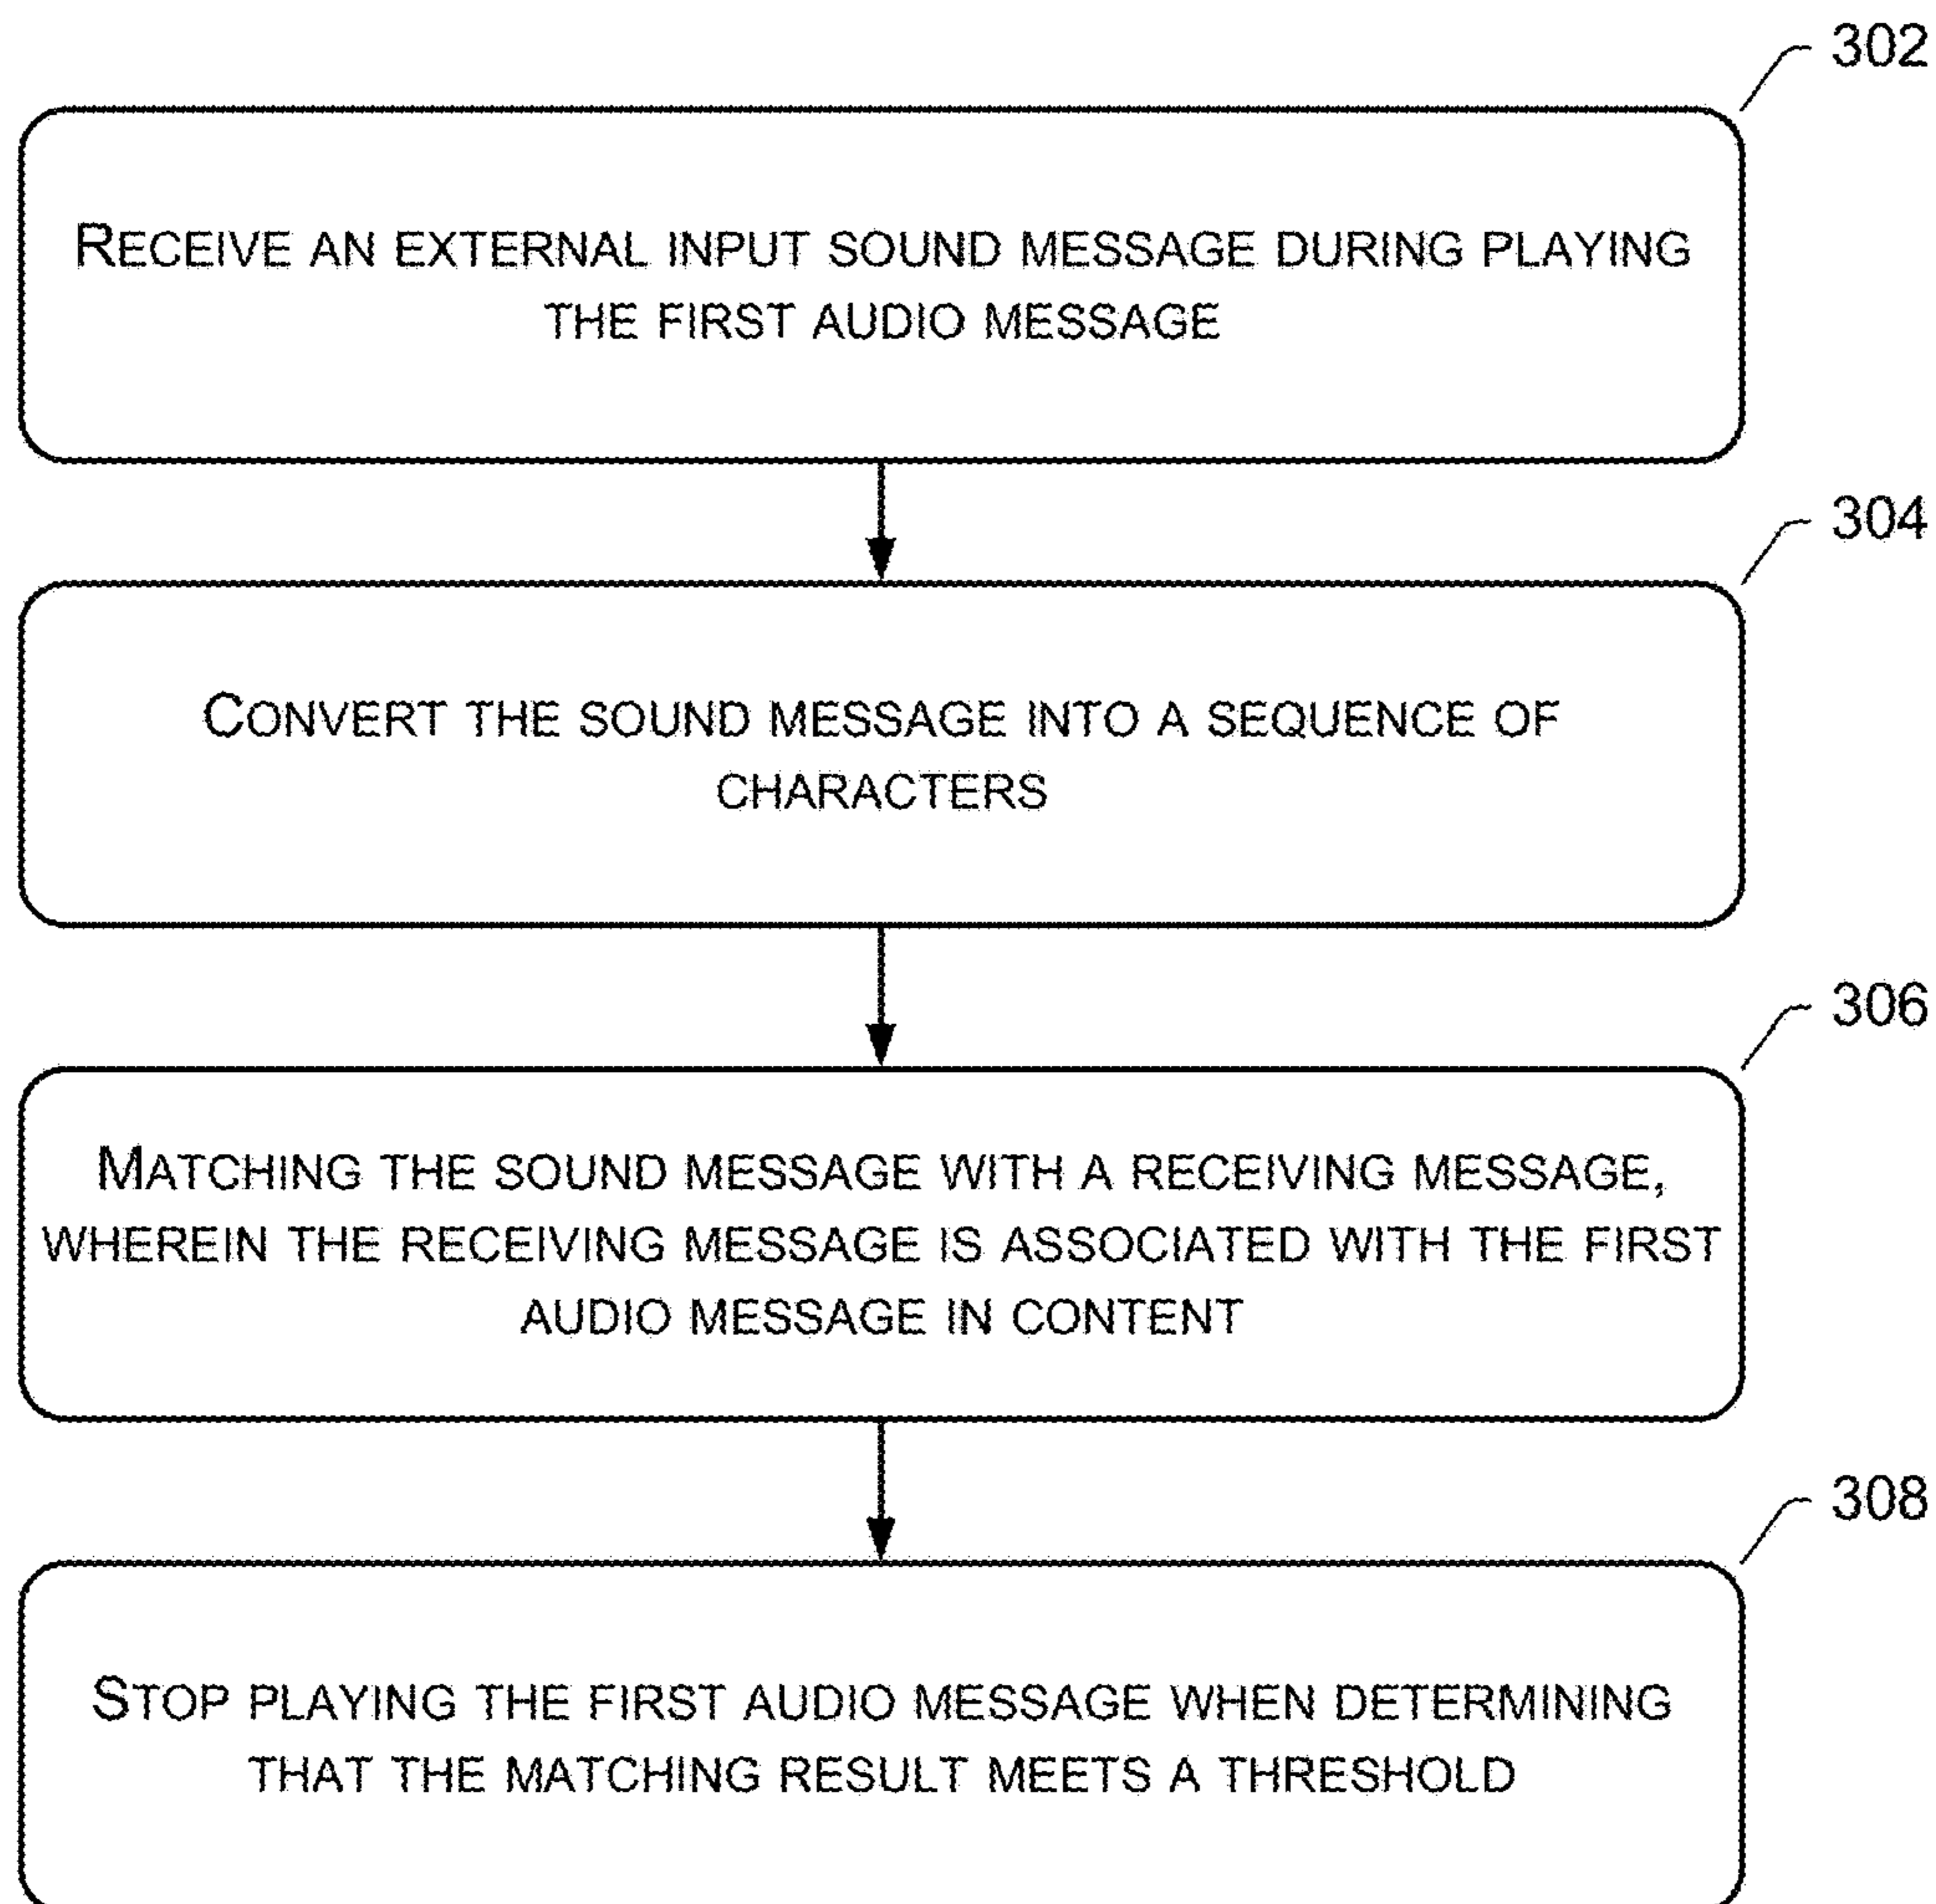 302
RECEIVE AN EXTERNAL INPUT SOUND MESSAGE DURING PLAYING
THE FIRST AUDIO MESSAGE
304
CONVERT THE SOUND MESSAGE INTO A SEQUENCE OF
CHARACTERS
306
MATCHING THE SOUND MESSAGE WITH A RECEIVING MESSAGE,
WHEREIN THE RECEIVING MESSAGE IS ASSOCIATED WITH THE FIRST
AUDIO MESSAGE IN CONTENT
308
STOP PLAYING THE FIRST AUDIO MESSAGE WHEN DETERMINING
THAT THE MATCHING RESULT MEETS A THRESHOLD